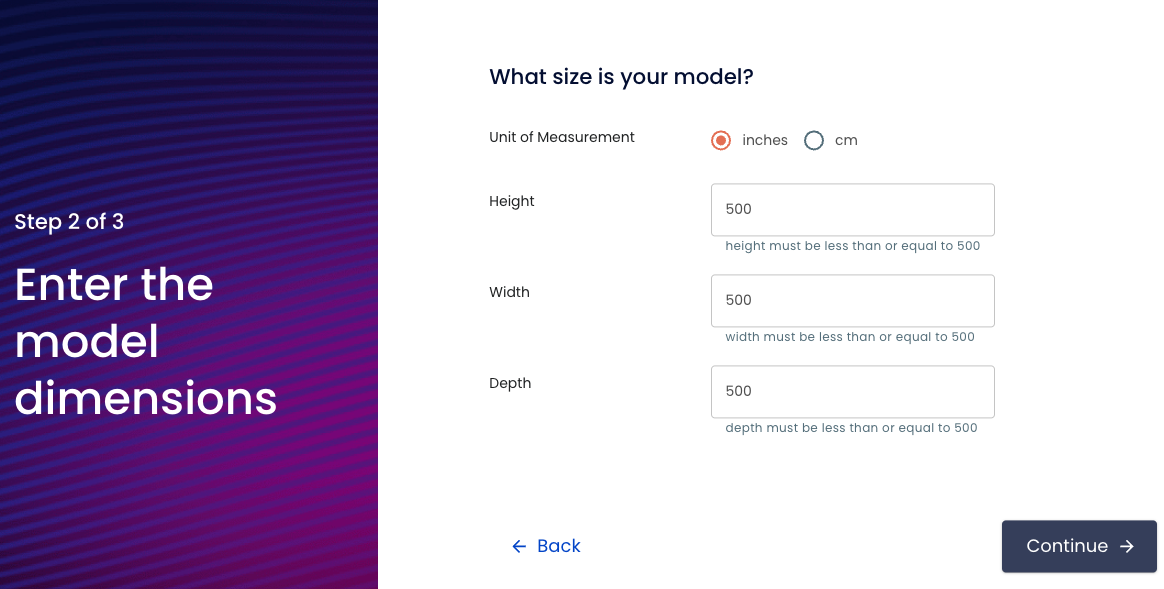 Step 2 of 3
Enter the
model
dimensions
What size is your model?
Unit of Measurement
inches
cm
Height
500
height must be less than or equal to 500
Width
500
width must be less than or equal to 500
Depth
500
depth must be less than or equal to 500
Back
Continue